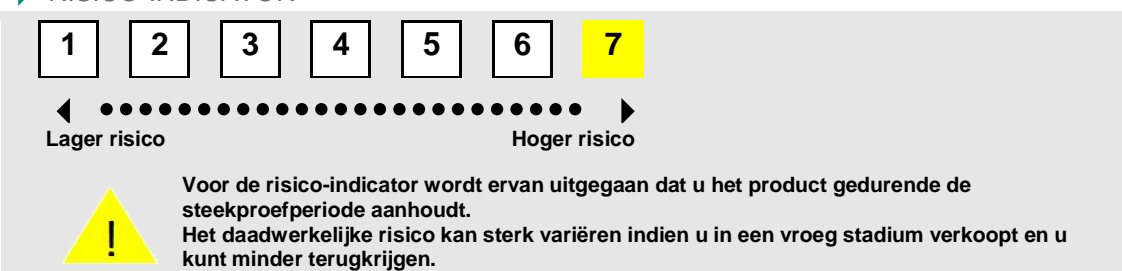 RISICO-INDICATOR
1 2 3 4 5 6 7
Lager risico Hoger risico
Voor de risico-indicator wordt ervan uitgegaan dat u het product gedurende de
steekproefperiode aanhoudt.
! Het daadwerkelijke risico kan sterk variëren indien u in een vroeg stadium verkoopt en u
kunt minder terugkrijgen.